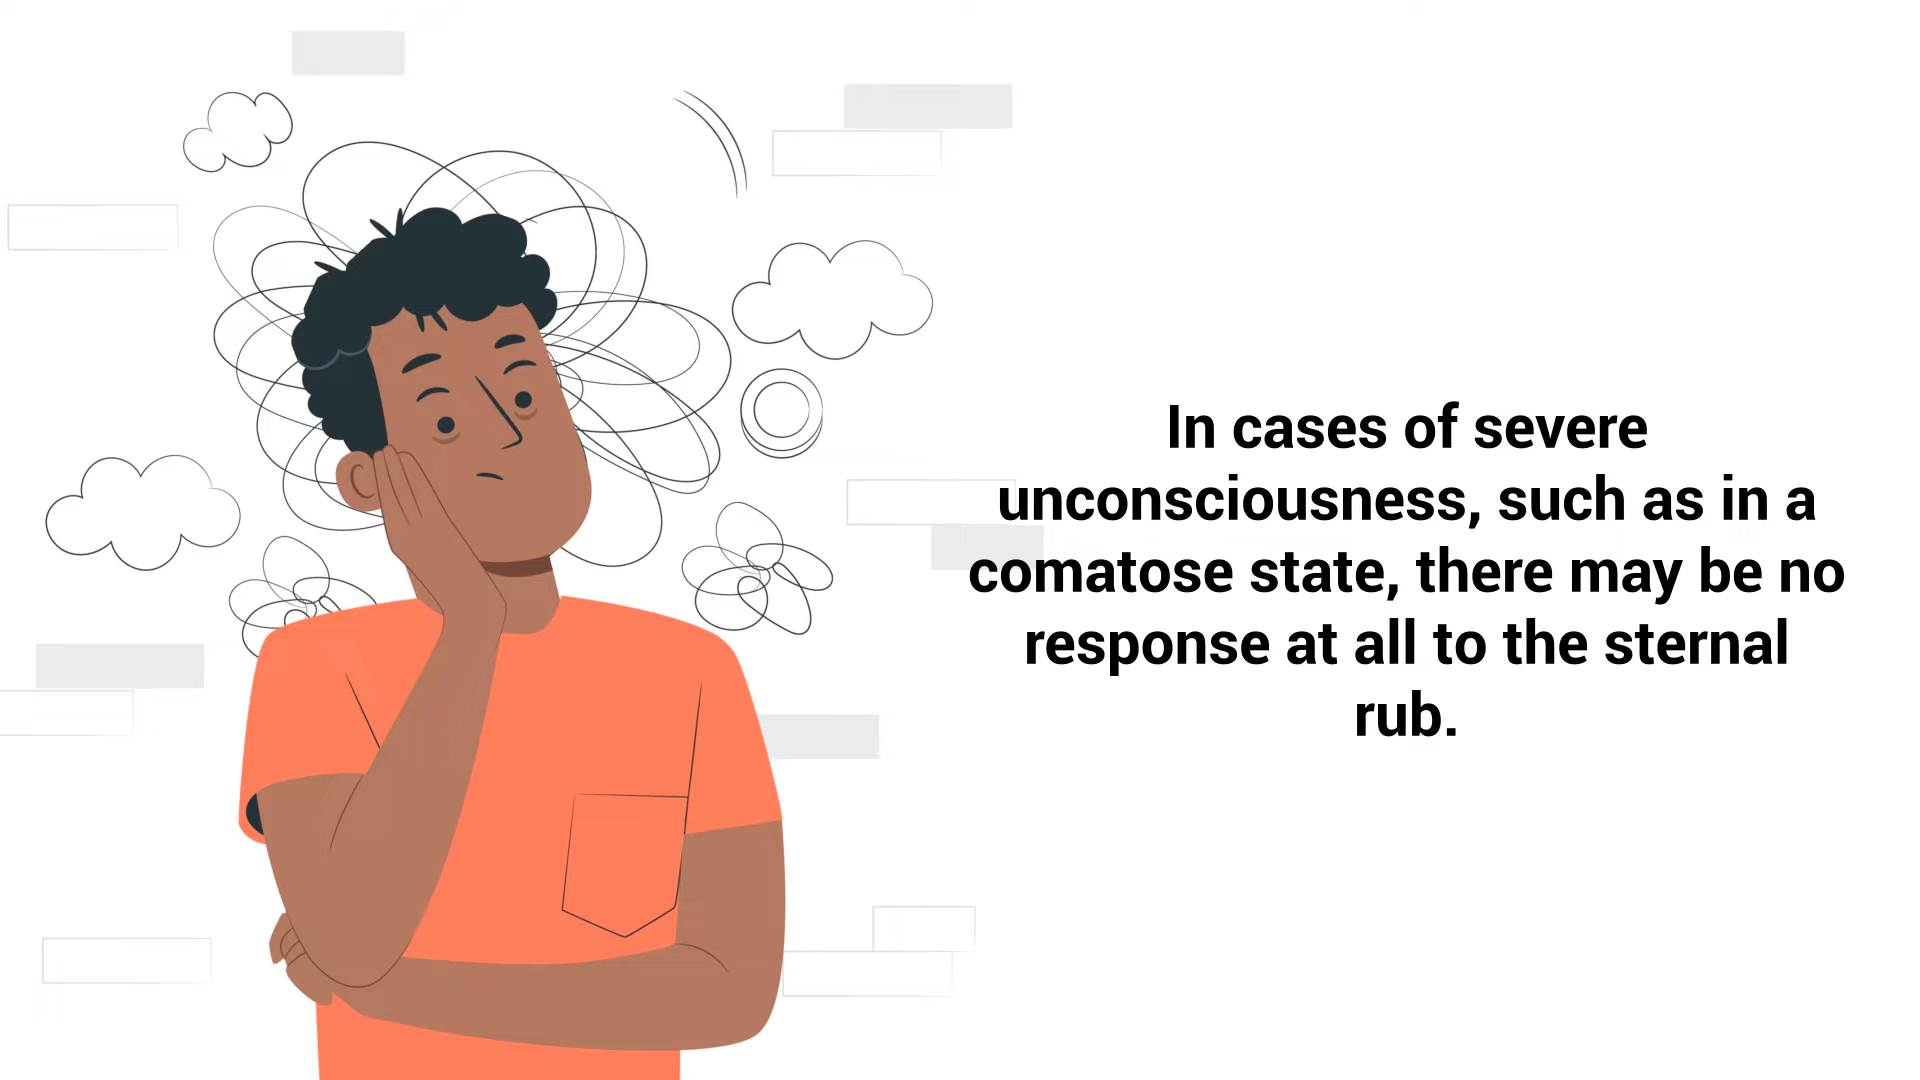 In cases of severe
unconsciousness, such as in a
comatose state, there may be no
response at all to the sternal
rub.